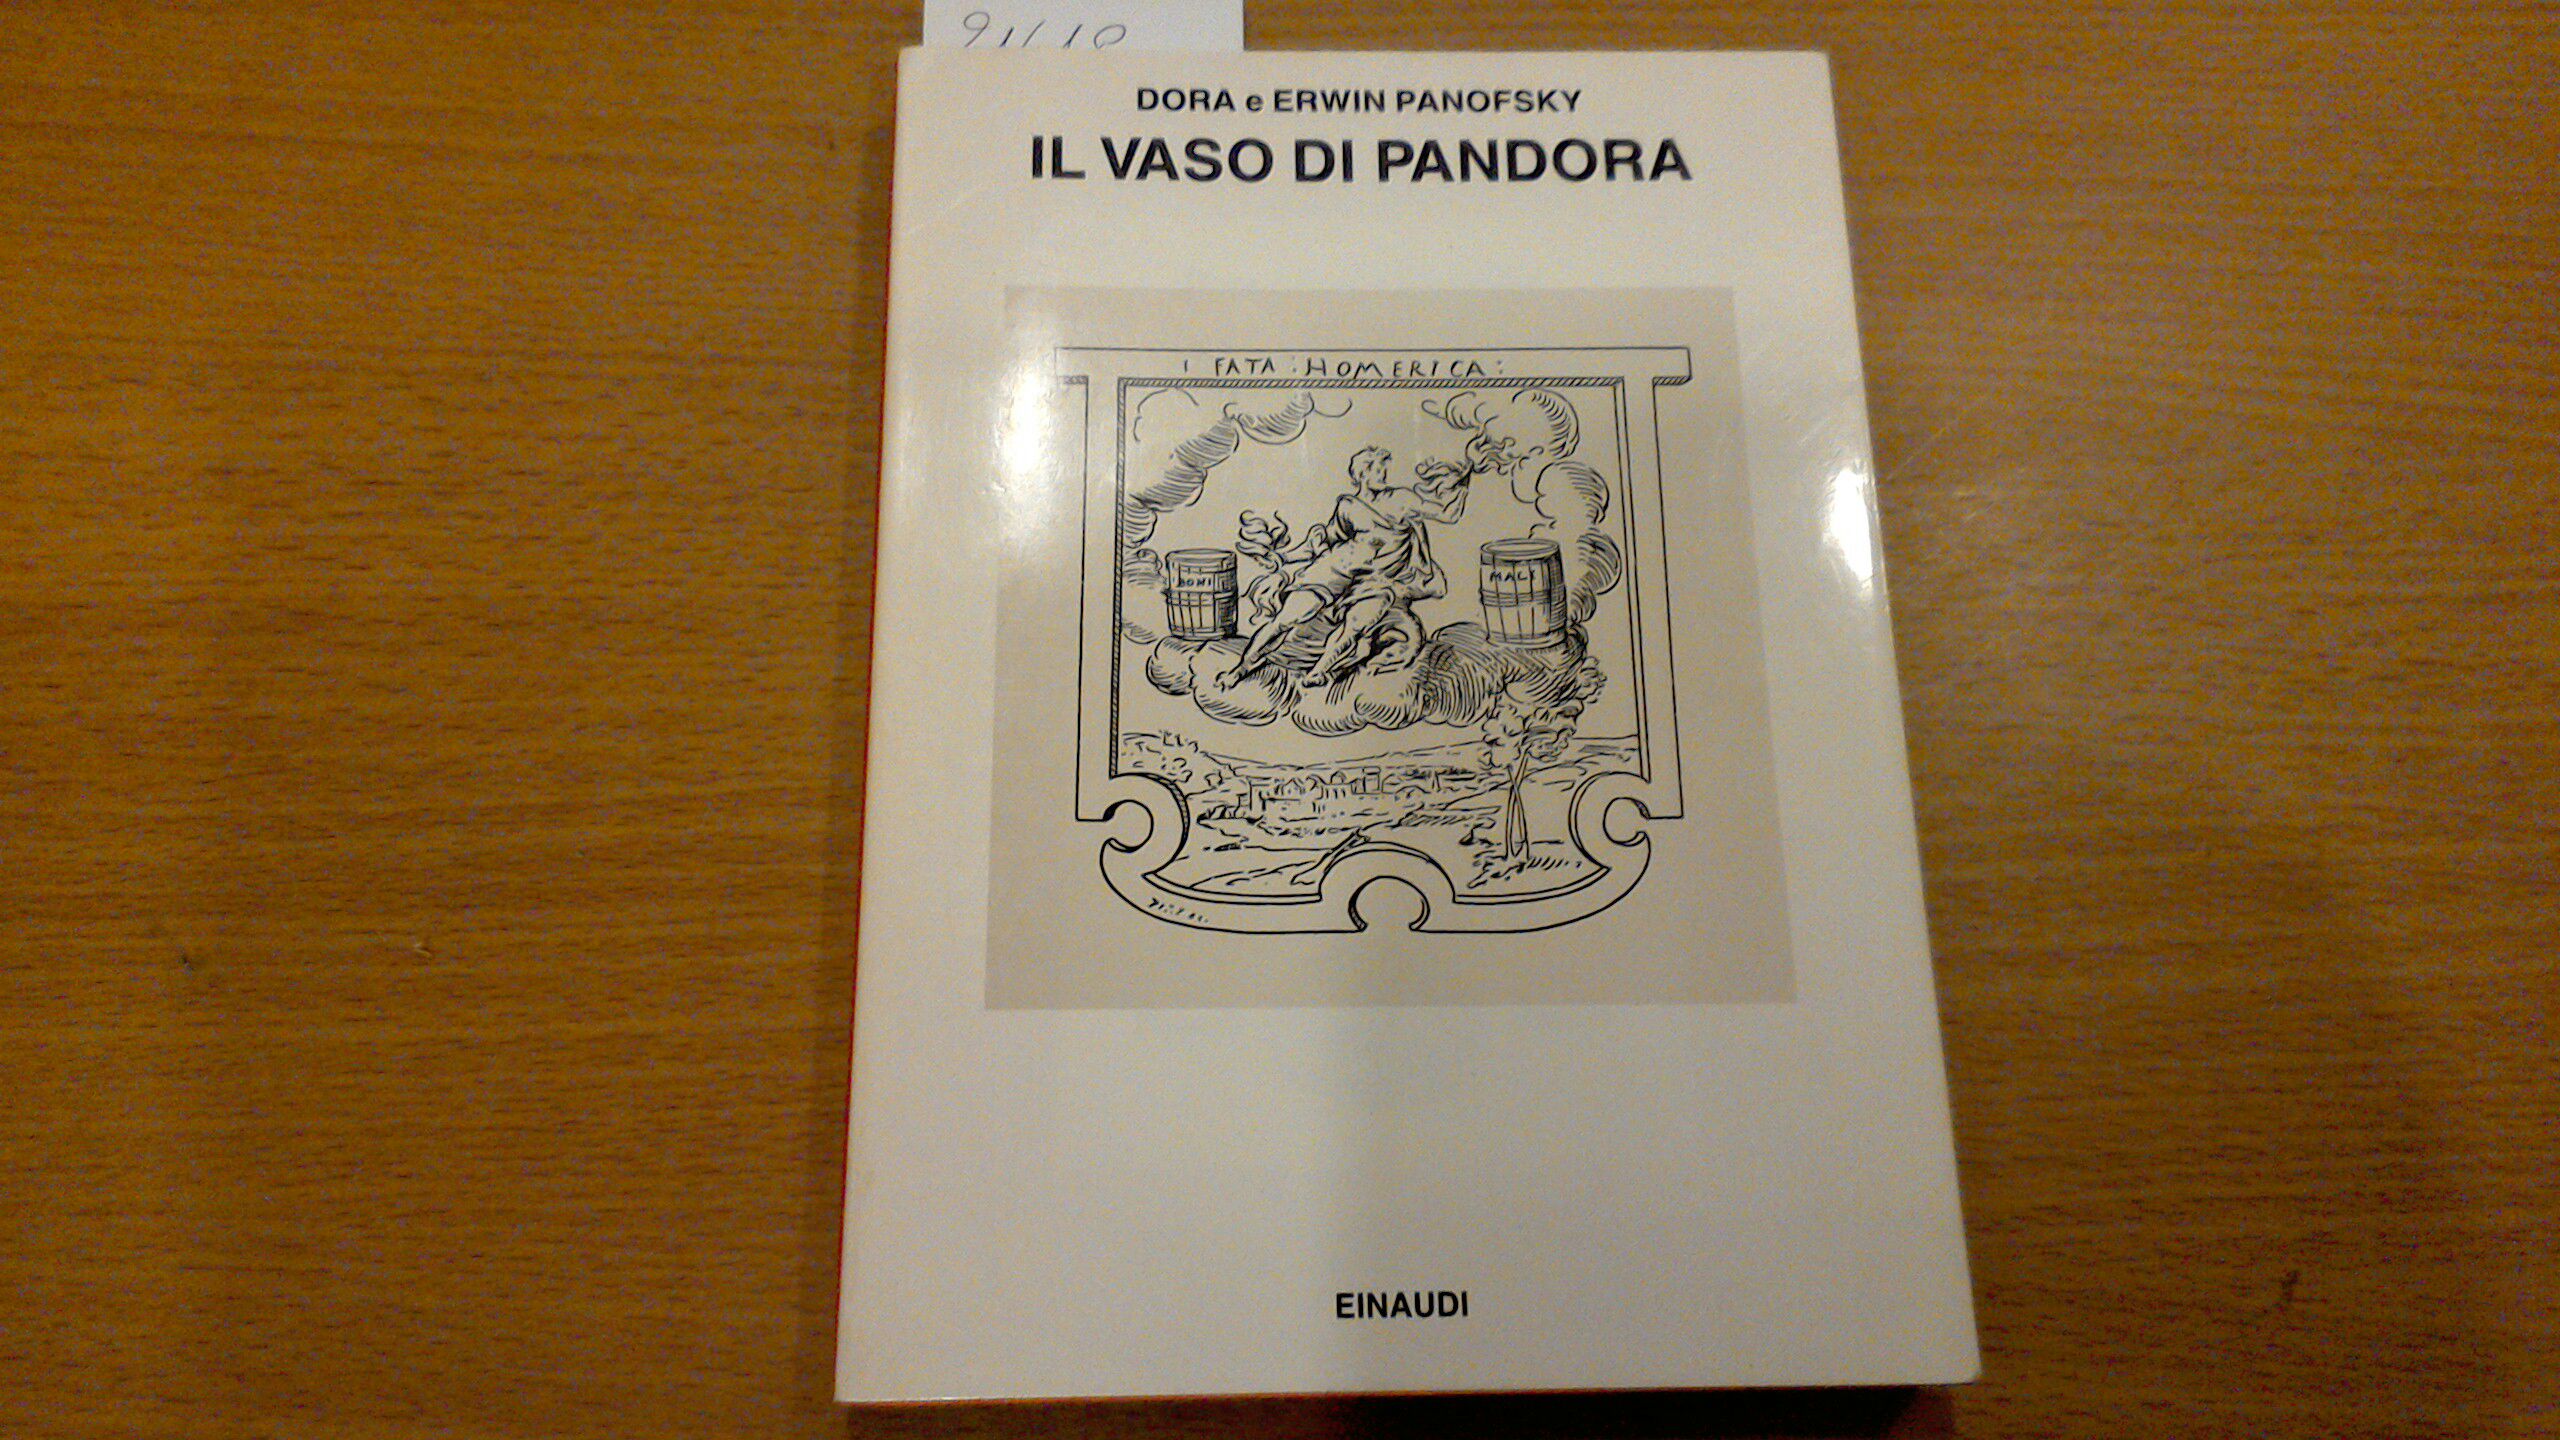 DORA e ERWIN PANOFSKY
IL VASO DI PANDORA
I FATA : HOMERICA :
BONI
MALI
EINAUDI